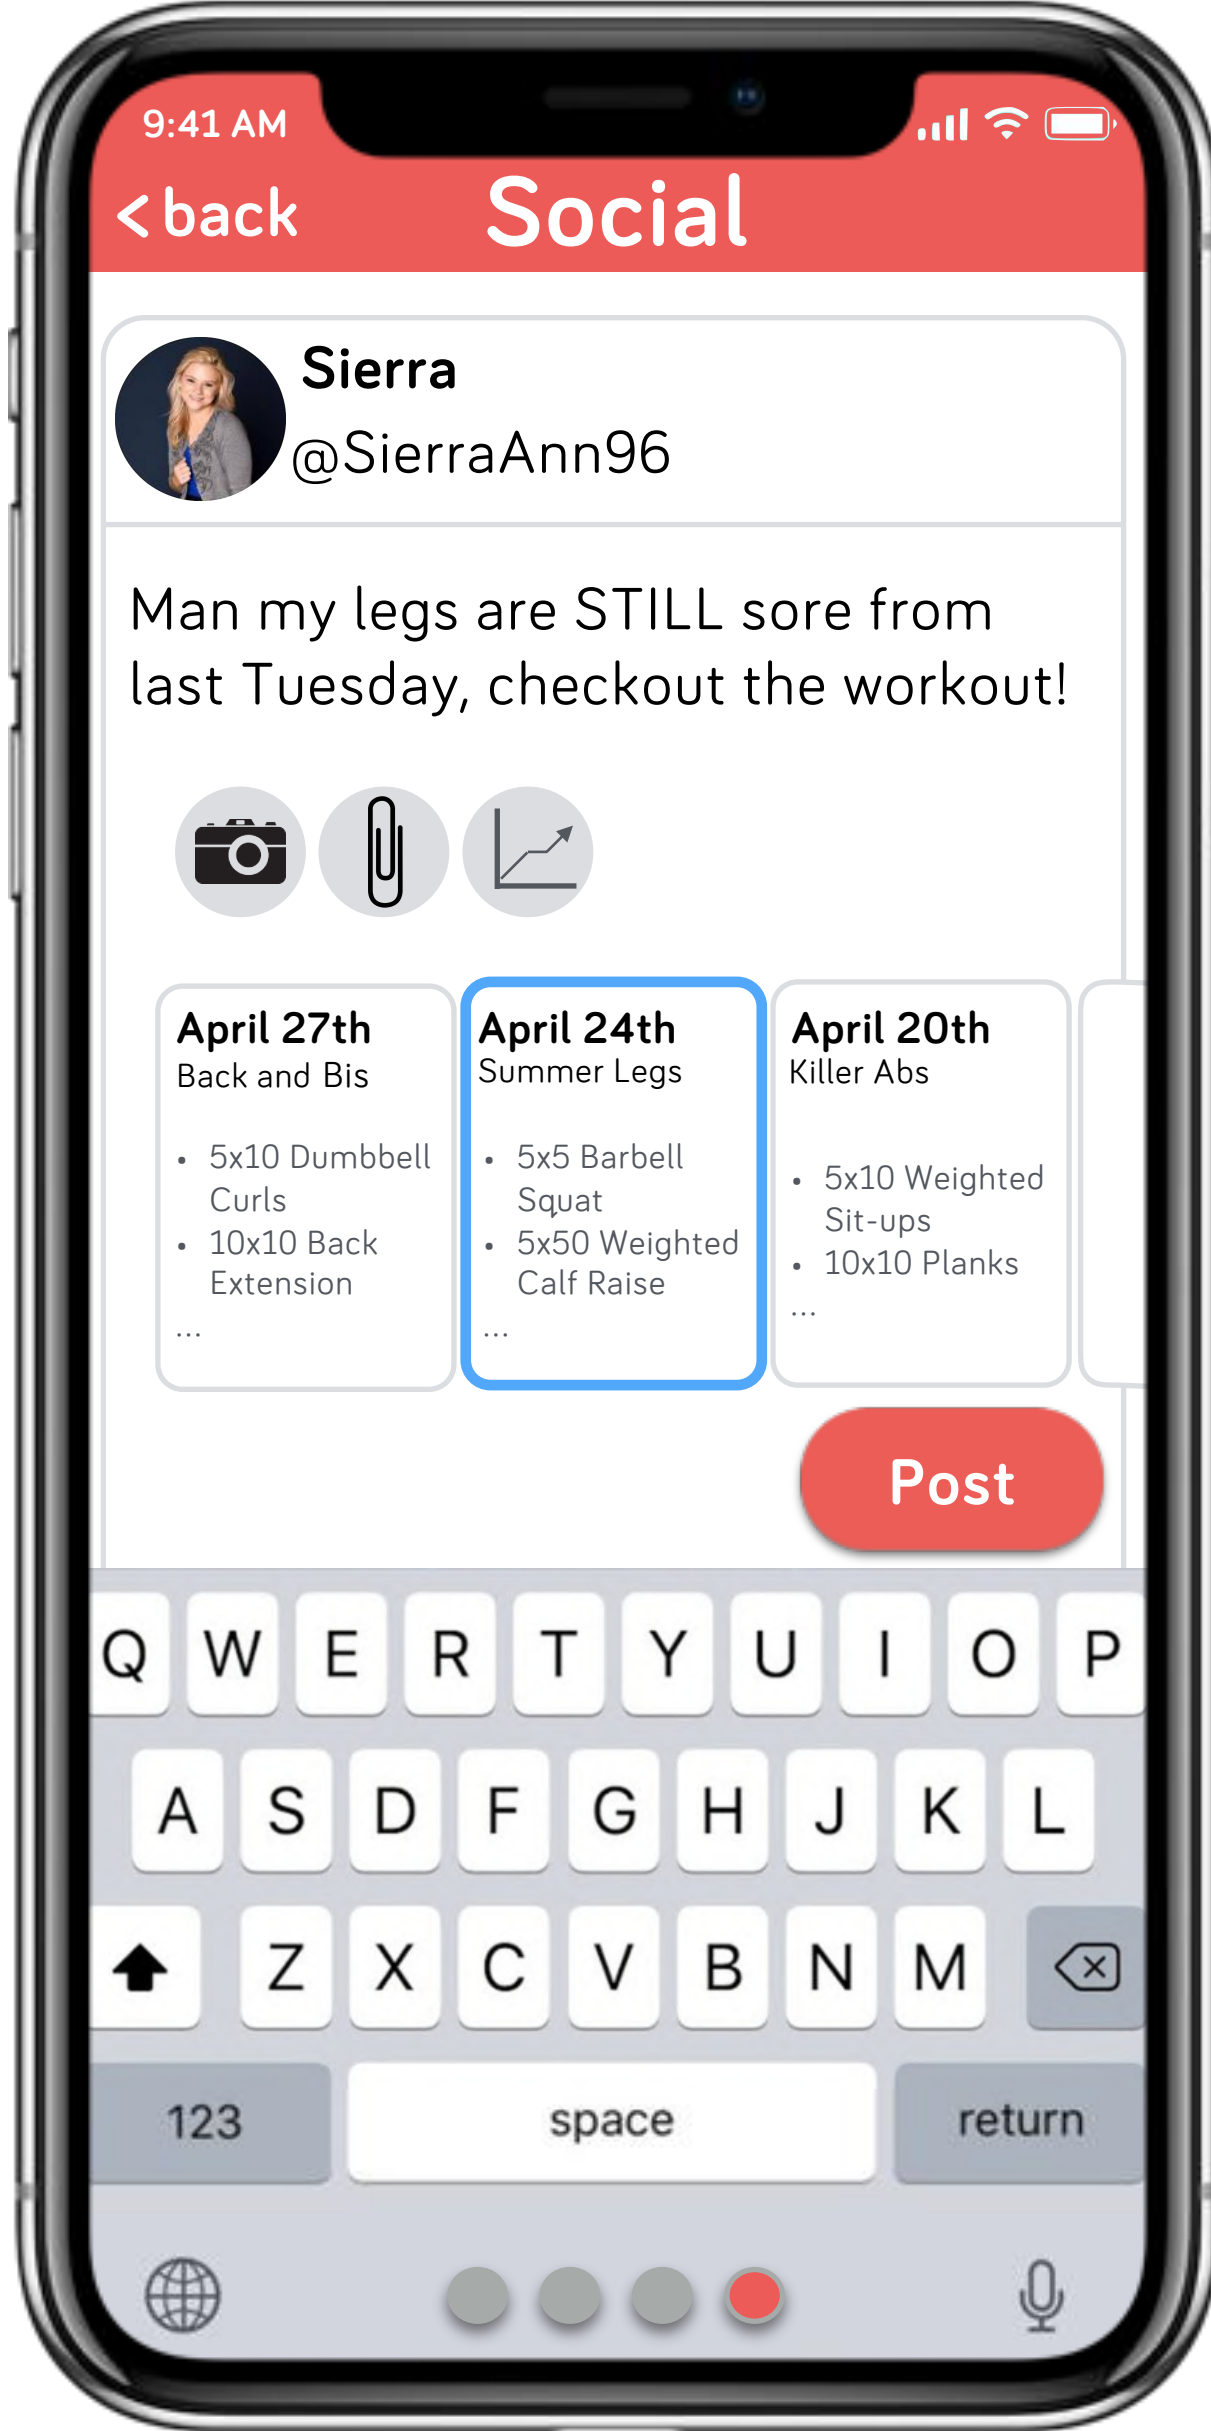 9:41 AM
< back
Social
Sierra
@SierraAnn96
Man my legs are STILL sore from
last Tuesday, checkout the workout!
April 27th
Back and Bis
• 5x10 Dumbbell
Curls
• 10x10 Back
Extension
...
April 24th
Summer Legs
• 5x5 Barbell
Squat
• 5x50 Weighted
Calf Raise
...
April 20th
Killer Abs
• 5x10 Weighted
Sit-ups
• 10x10 Planks
...
Post
Q W E R T Y U I O P
A S D F G H J K L
Z X C V B N M
123 space return